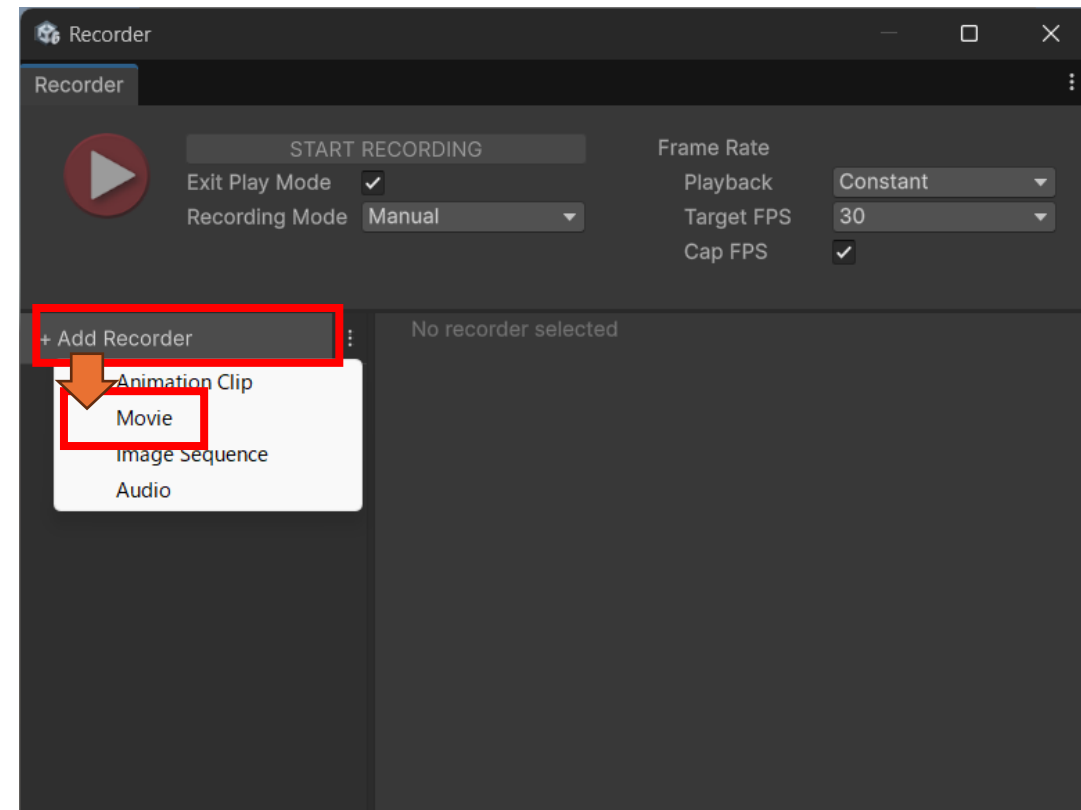 Recorder
Recorder
START RECORDING
Exit Play Mode
Recording Mode Manual
Frame Rate
Playback Constant
Target FPS 30
Cap FPS
+ Add Recorder
No recorder selected
Animation Clip
Movie
Image Sequence
Audio